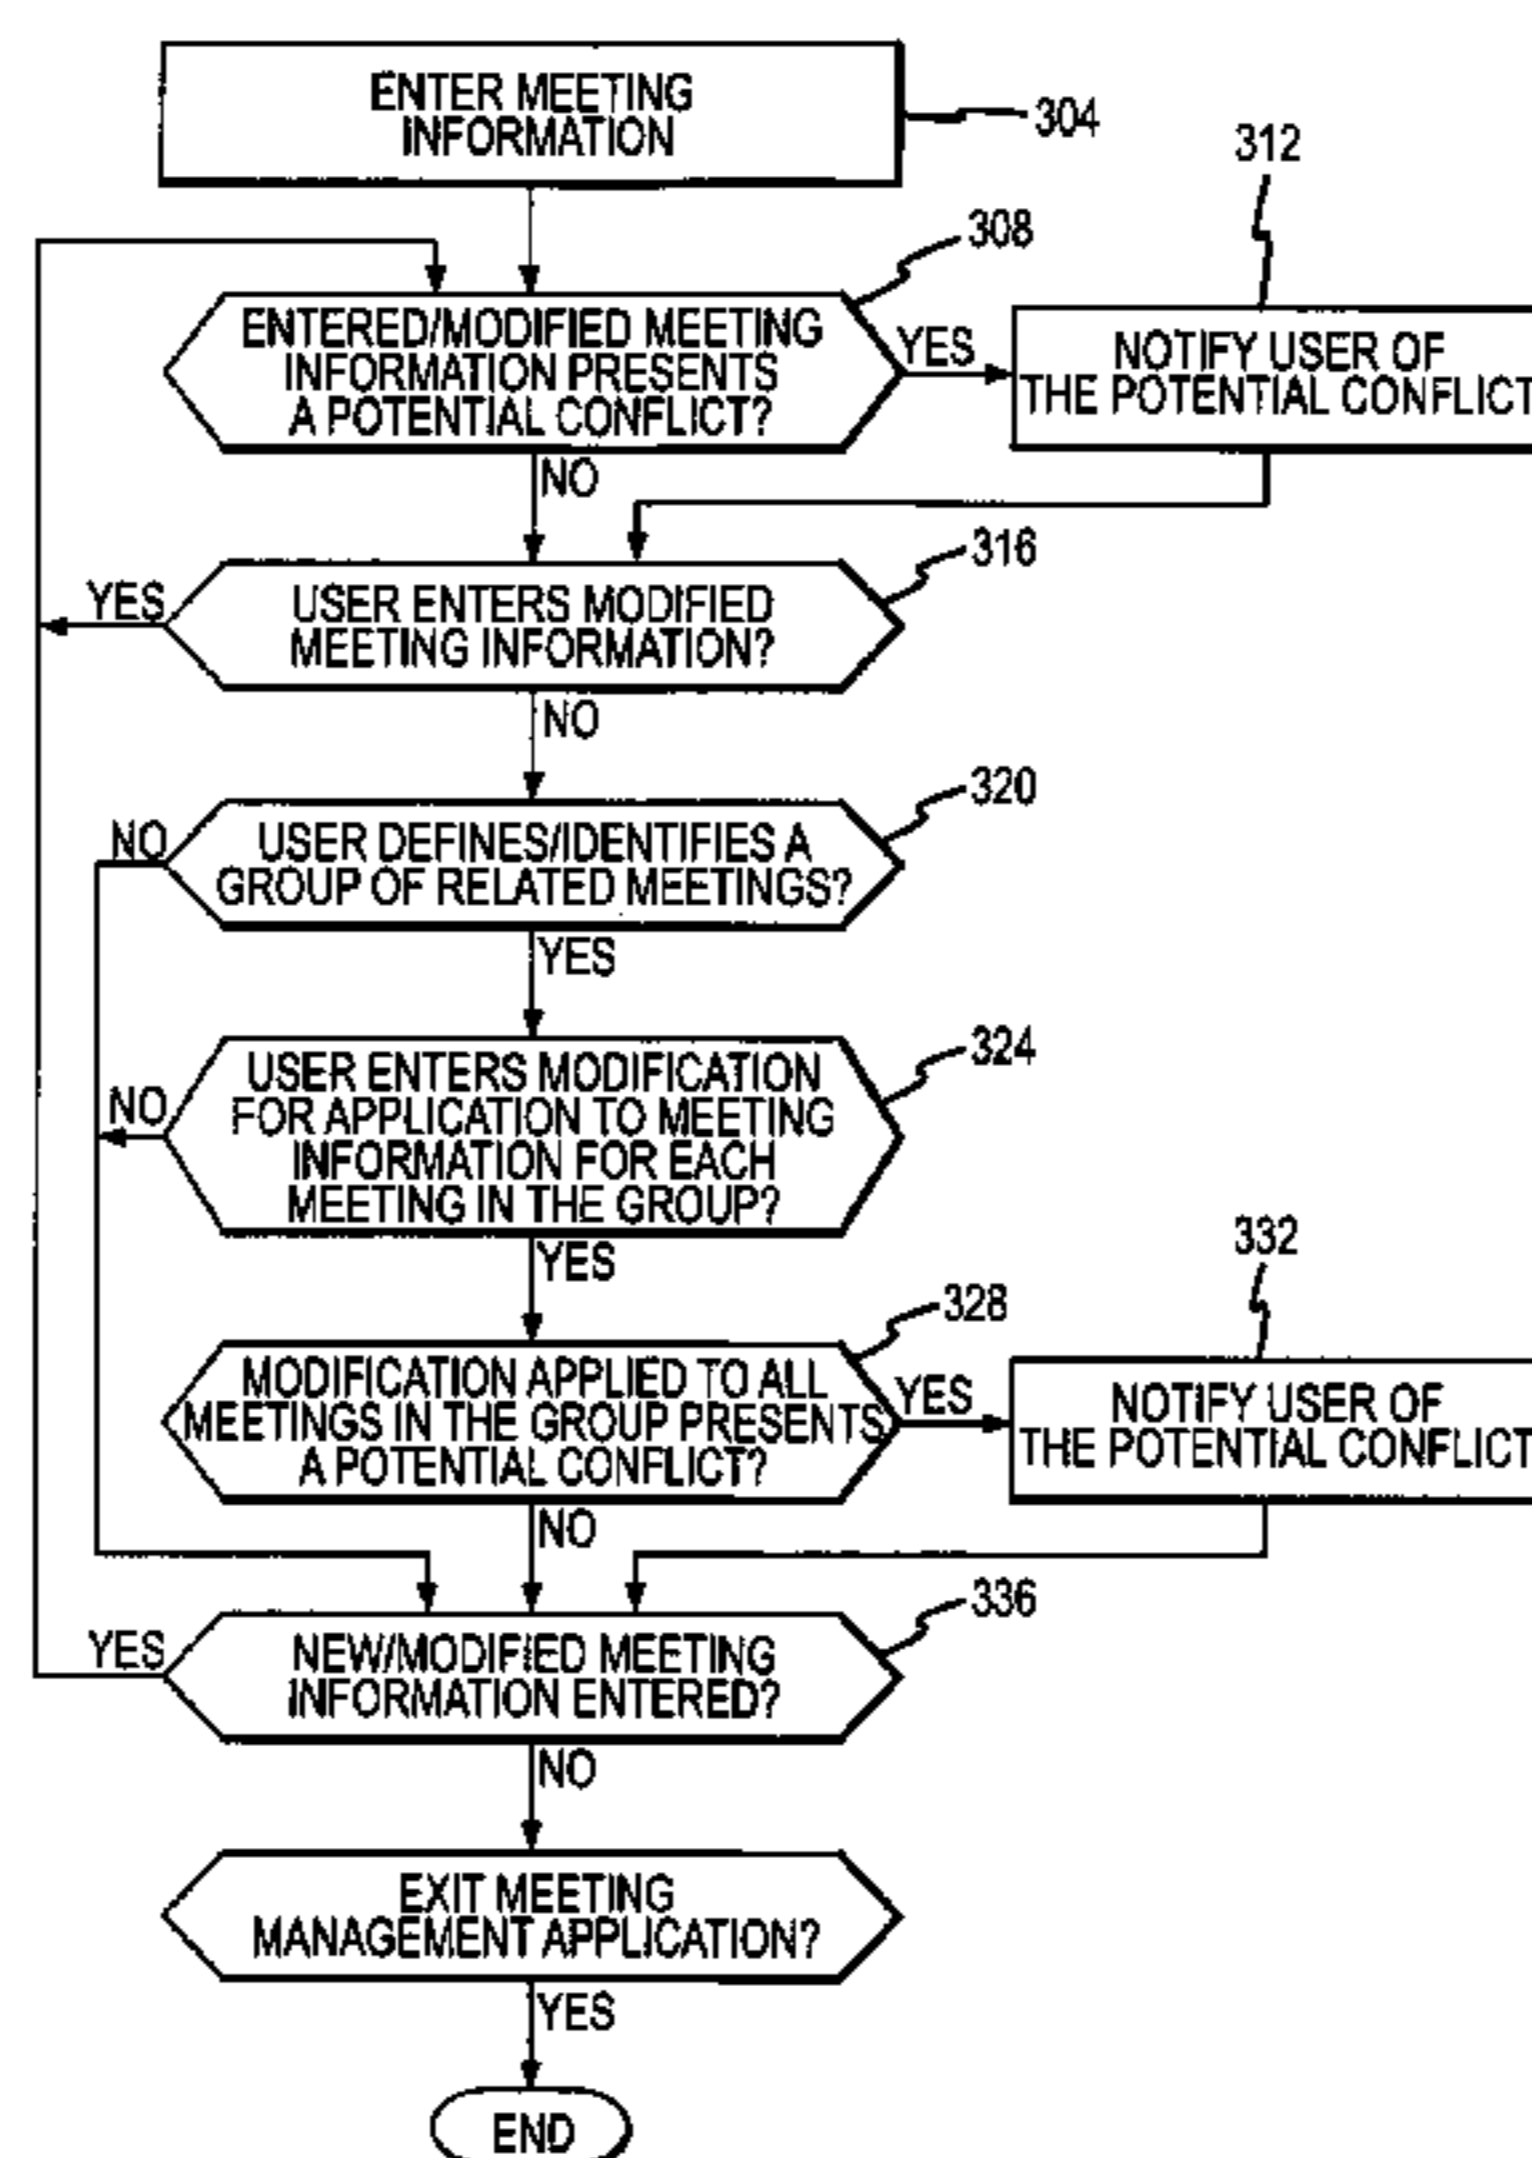 ENTER MEETING
INFORMATION
304
312
308
ENTERED/MODIFIED MEETING
INFORMATION PRESENTS
A POTENTIAL CONFLICT?
YES
NOTIFY USER OF
THE POTENTIAL CONFLICT
NO
316
YES
USER ENTERS MODIFIED
MEETING INFORMATION?
NO
320
NO
USER DEFINES/IDENTIFIES A
GROUP OF RELATED MEETINGS?
YES
324
NO
USER ENTERS MODIFICATION
FOR APPLICATION TO MEETING
INFORMATION FOR EACH
MEETING IN THE GROUP?
YES
332
328
MODIFICATION APPLIED TO ALL
MEETINGS IN THE GROUP PRESENTS
A POTENTIAL CONFLICT?
YES
NOTIFY USER OF
THE POTENTIAL CONFLICT
NO
336
YES
NEW/MODIFIED MEETING
INFORMATION ENTERED?
NO
EXIT MEETING
MANAGEMENT APPLICATION?
YES
END